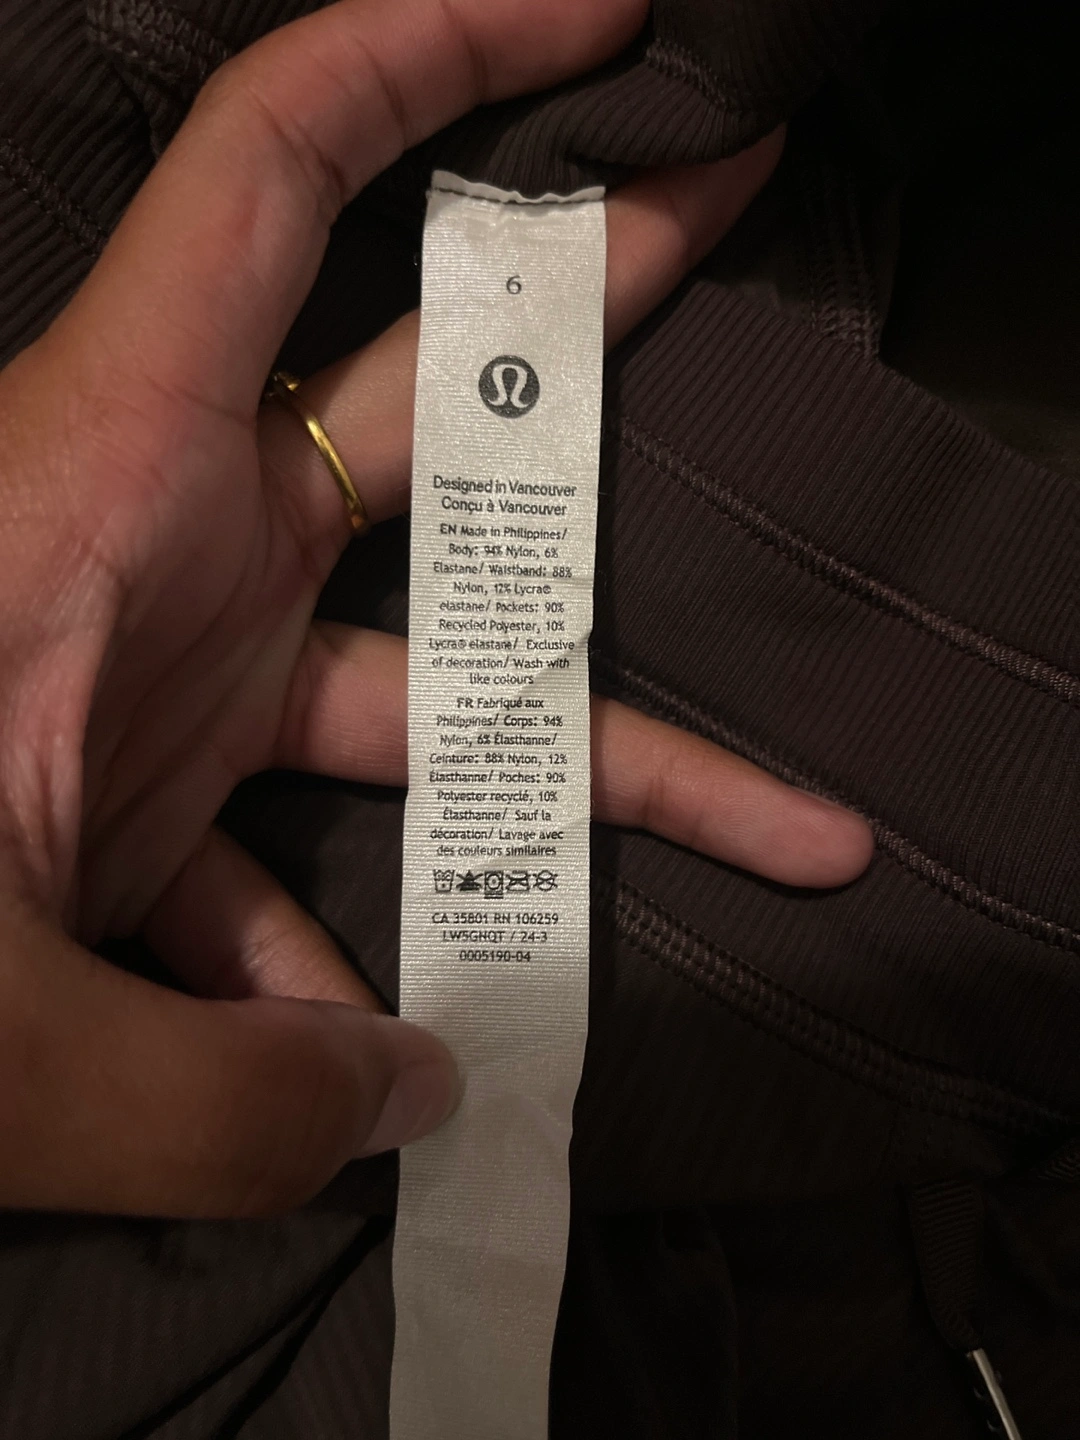 6
Designed in Vancouver
Conçu à Vancouver
EN Made in Philippines/
Body: 94% Nylon, 6%
Elastane/ Waistband: 88%
Nylon, 12% Lycra®
elastane/ Pockets: 90%
Recycled Polyester, 10%
Lycra® elastane/ Exclusive
of decoration/ Wash with
like colours
FR Fabriqué aux
Philippines/ Corps: 94%
Nylon, 6% Élasthanne/
Ceinture: 88% Nylon, 12%
Élasthanne/ Poches: 90%
Polyester recyclé, 10%
Élasthanne/ Sauf la
décoration/ Lavage avec
des couleurs similaires
CA 35801 RN 106259
LW5GNQT / 24-3
0005190-04